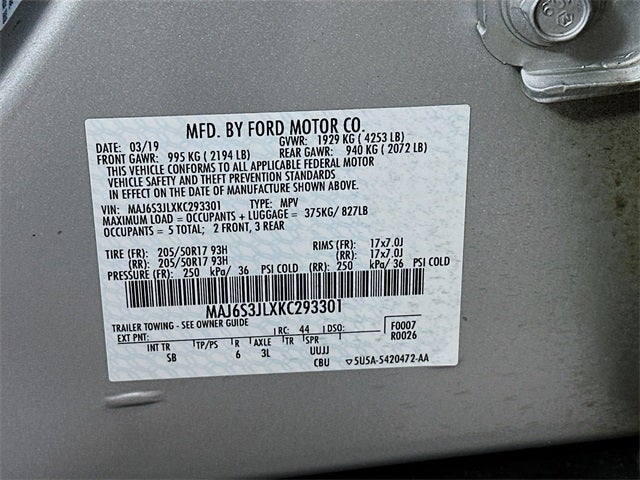 MFD. BY FORD MOTOR CO.
DATE: 03/19 GVWR: 1929 KG ( 4253 LB)
FRONT GAWR: 995 KG ( 2194 LB) REAR GAWR: 940 KG ( 2072 LB)
THIS VEHICLE CONFORMS TO ALL APPLICABLE FEDERAL MOTOR
VEHICLE SAFETY AND THEFT PREVENTION STANDARDS
IN EFFECT ON THE DATE OF MANUFACTURE SHOWN ABOVE.
VIN: MAJ6S3JLXKC293301 TYPE: MPV
MAXIMUM LOAD = OCCUPANTS + LUGGAGE = 375KG/ 827LB
OCCUPANTS = 5 TOTAL; 2 FRONT, 3 REAR
TIRE (FR): 205/50R17 93H RIMS (FR): 17x7.0J
(RR): 205/50R17 93H (RR): 17x7.0J
PRESSURE (FR): 250 kPa/ 36 PSI COLD (RR): 250 kPa/ 36 PSI COLD
MAJ6S3JLXKC293301
TRAILER TOWING - SEE OWNER GUIDE
EXT PNT: RC: 44 DSO: F0007
R0026
INT TR TP/PS R AXLE TR SPR
SB 6 3L UUJJ
CBU 5U5A-5420472-AA